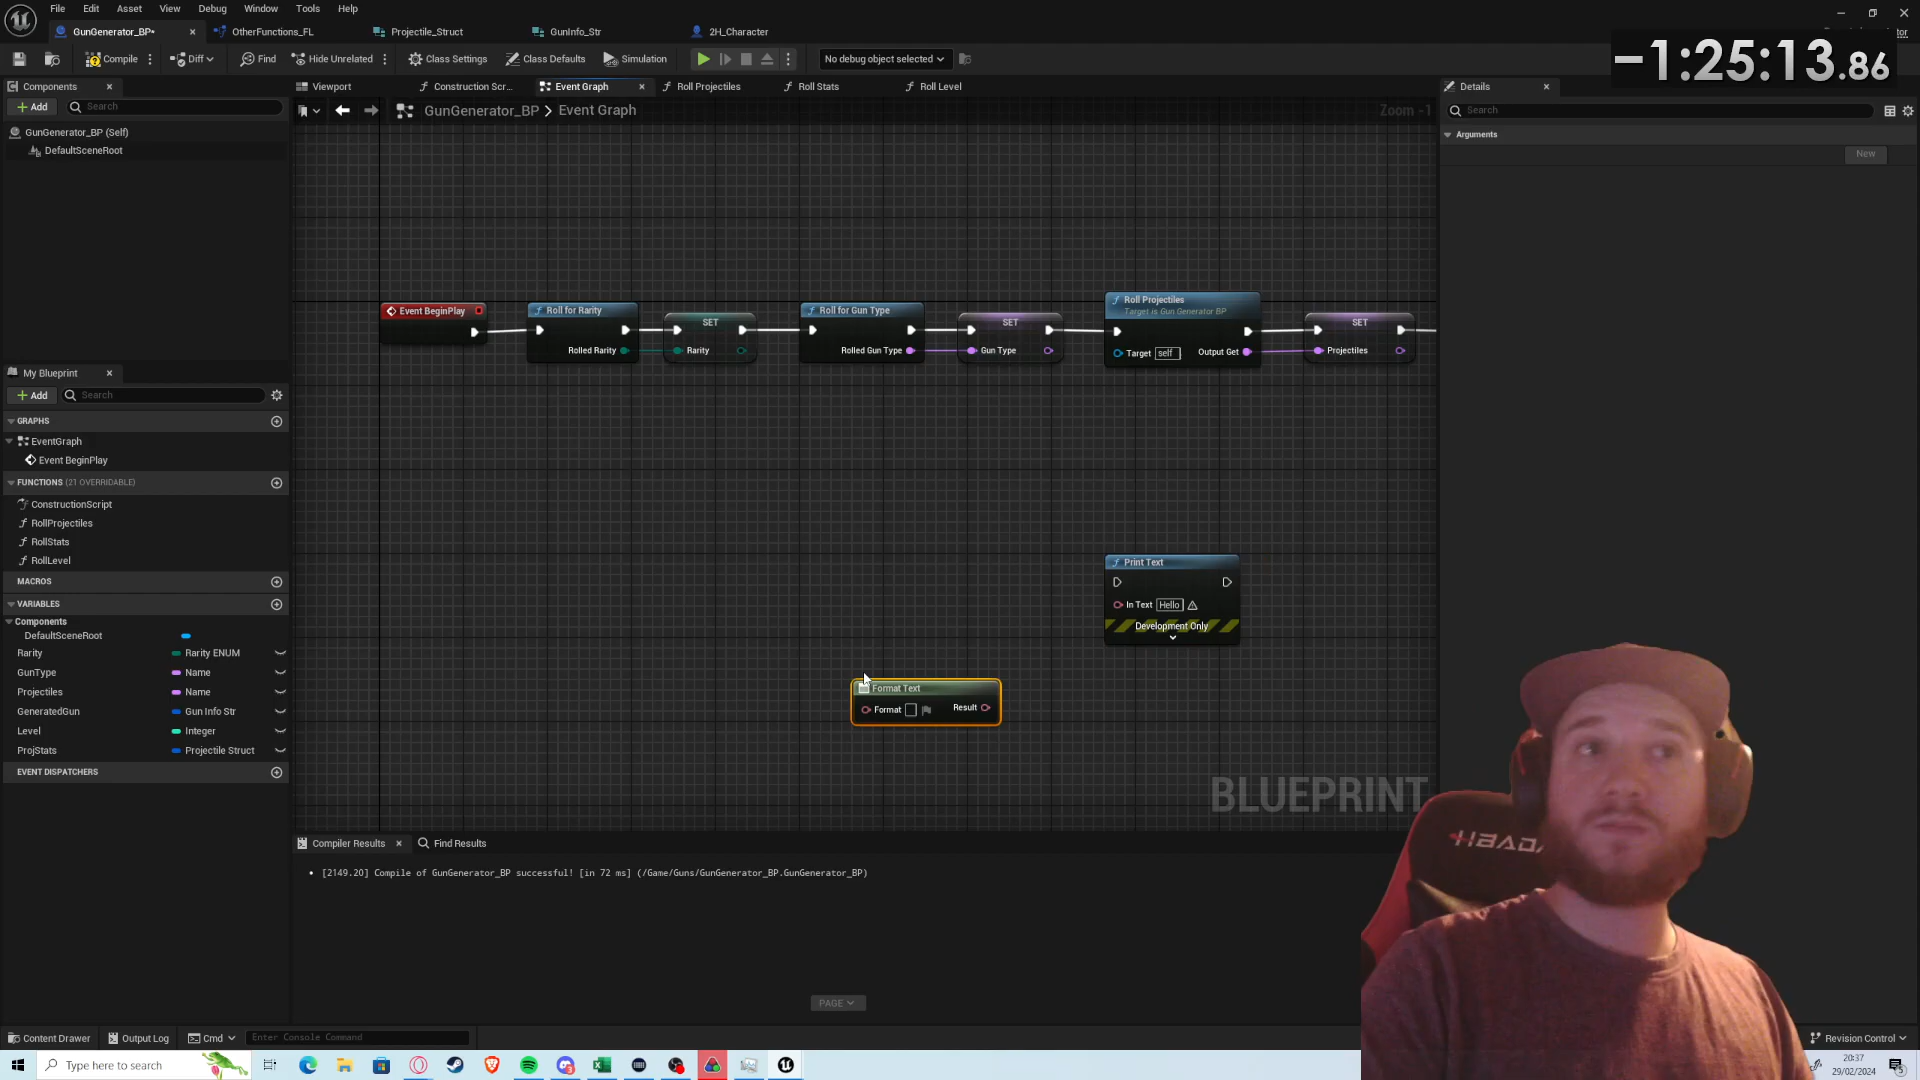 File Edit View Asset Debug Window Tools Help
GunGenerator_BP*
OtherFunctions_FL
Projectile_Struct
GunInfo_Str
2H_Character
Compile
Diff
Find
Hide Unrelated
Class Settings
Class Defaults
Simulation
No debug object selected
-1:25:13.86
Components
Viewport
Construction Scr...
Event Graph
Roll Projectiles
Roll Stats
Roll Level
Details
Add
Search
GunGenerator_BP > Event Graph
Zoom -1
Search
GunGenerator_BP (Self)
DefaultSceneRoot
Arguments
New
Event BeginPlay
Roll for Rarity
Rolled Rarity
SET
Rarity
Roll for Gun Type
Rolled Gun Type
SET
Gun Type
Roll Projectiles
Target is Gun Generator BP
Target self
Output Get
SET
Projectiles
My Blueprint
Add
Search
GRAPHS
EventGraph
Event BeginPlay
FUNCTIONS (21 OVERRIDABLE)
ConstructionScript
RollProjectiles
RollStats
RollLevel
MACROS
VARIABLES
Components
DefaultSceneRoot
Rarity Rarity ENUM
GunType Name
Projectiles Name
GeneratedGun Gun Info Str
Level Integer
ProjStats Projectile Struct
EVENT DISPATCHERS
Print Text
In Text Hello
Development Only
Format Text
Format
Result
BLUEPRINT
HBADA
Compiler Results
Find Results
[2149.20] Compile of GunGenerator_BP successful! [in 72 ms] (/Game/Guns/GunGenerator_BP.GunGenerator_BP)
PAGE
Content Drawer
Output Log
Cmd
Enter Console Command
Revision Control
Type here to search
20:37
29/02/2024